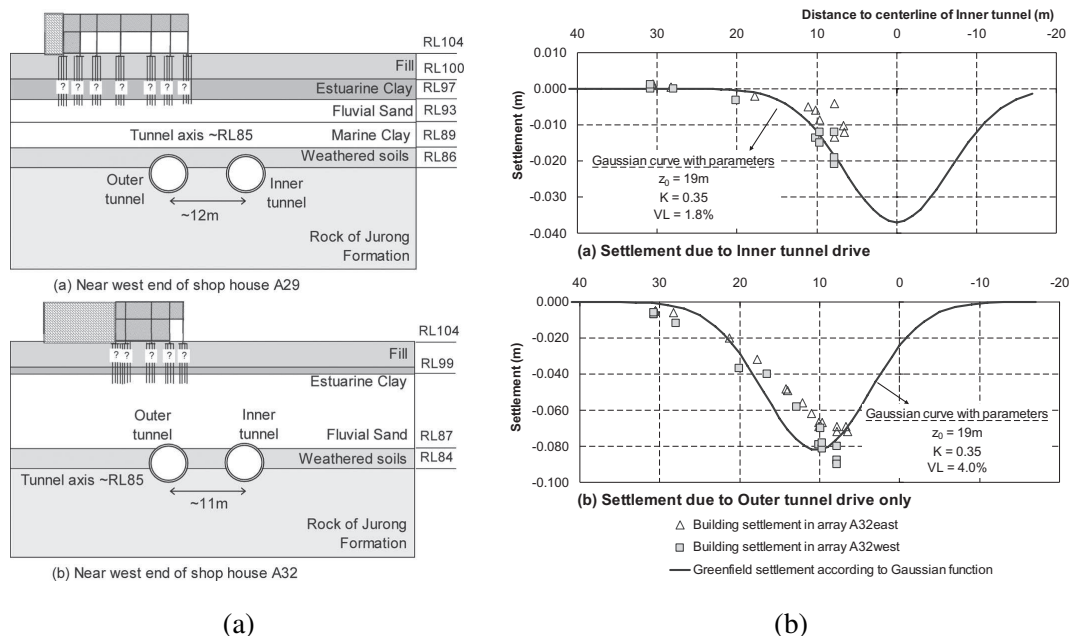 RL104
Fill
RL100
? ? ? ? ? ? ?
Estuarine Clay
RL97
Fluvial Sand
RL93
Tunnel axis ~RL85
Marine Clay
RL89
Weathered soils
RL86
Outer
tunnel
Inner
tunnel
~12m
Rock of Jurong
Formation
(a) Near west end of shop house A29
RL104
? ? ? ? ?
Fill
RL99
Estuarine Clay
Outer
tunnel
Inner
tunnel
Fluvial Sand
RL87
Weathered soils
RL84
Tunnel axis ~RL85
~11m
Rock of Jurong
Formation
(b) Near west end of shop house A32
(a)
Distance to centerline of Inner tunnel (m)
40 30 20 10 0 -10 -20
0.010
0.000
-0.010
-0.020
-0.030
-0.040
Settlement (m)
Gaussian curve with parameters
z₀ = 19m
K = 0.35
VL = 1.8%
(a) Settlement due to Inner tunnel drive
40 30 20 10 0 -10 -20
0.000
-0.020
-0.040
-0.060
-0.080
-0.100
Settlement (m)
Gaussian curve with parameters
z₀ = 19m
K = 0.35
VL = 4.0%
(b) Settlement due to Outer tunnel drive only
Building settlement in array A32east
Building settlement in array A32west
Greenfield settlement according to Gaussian function
(b)